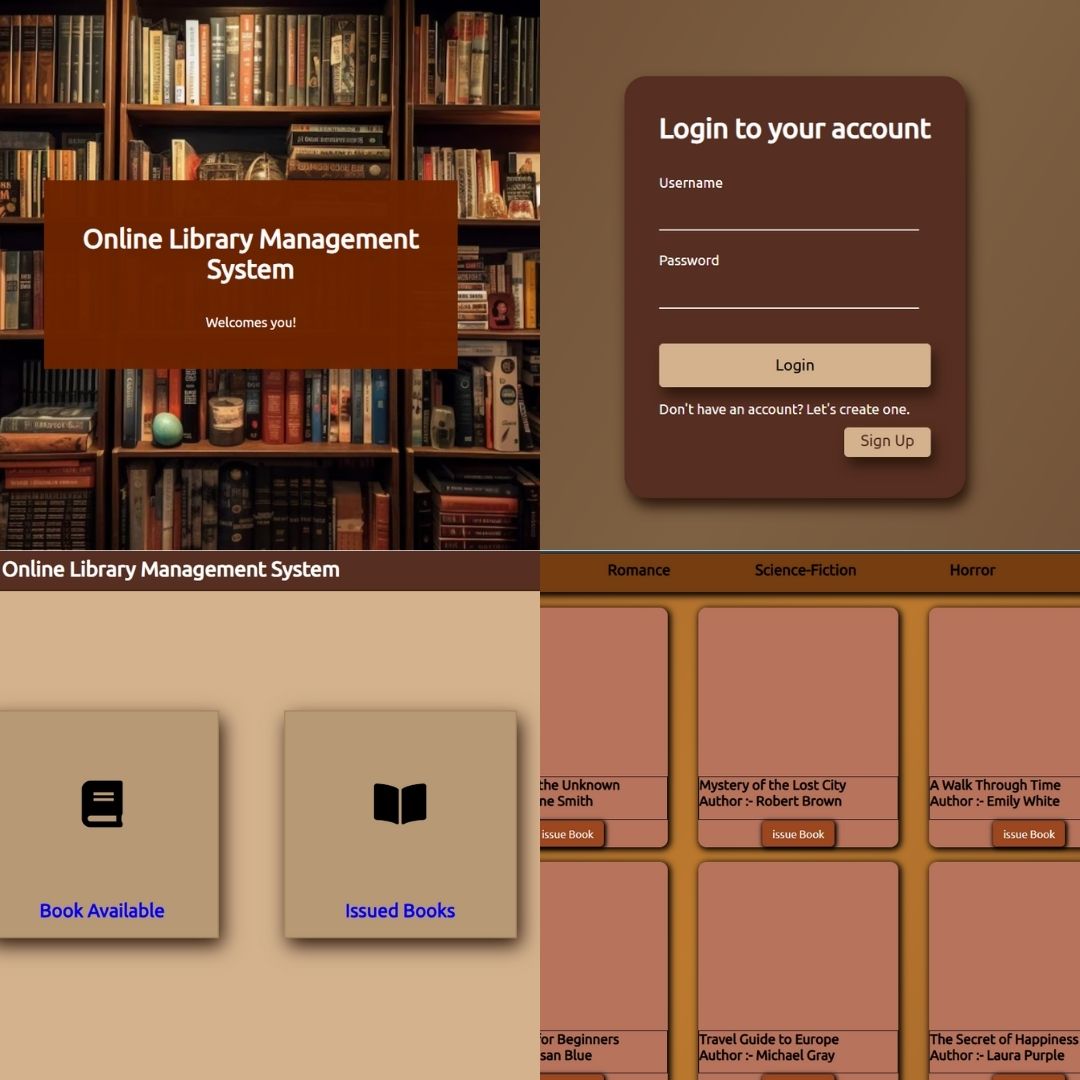 Online Library Management
System
Welcomes you!
Login to your account
Username
Password
Login
Don't have an account? Let's create one.
Sign Up
Online Library Management System
Book Available
Issued Books
Romance
Science-Fiction
Horror
the Unknown
ne Smith
issue Book
Mystery of the Lost City
Author :- Robert Brown
issue Book
A Walk Through Time
Author :- Emily White
issue Book
for Beginners
san Blue
Travel Guide to Europe
Author :- Michael Gray
The Secret of Happiness
Author :- Laura Purple